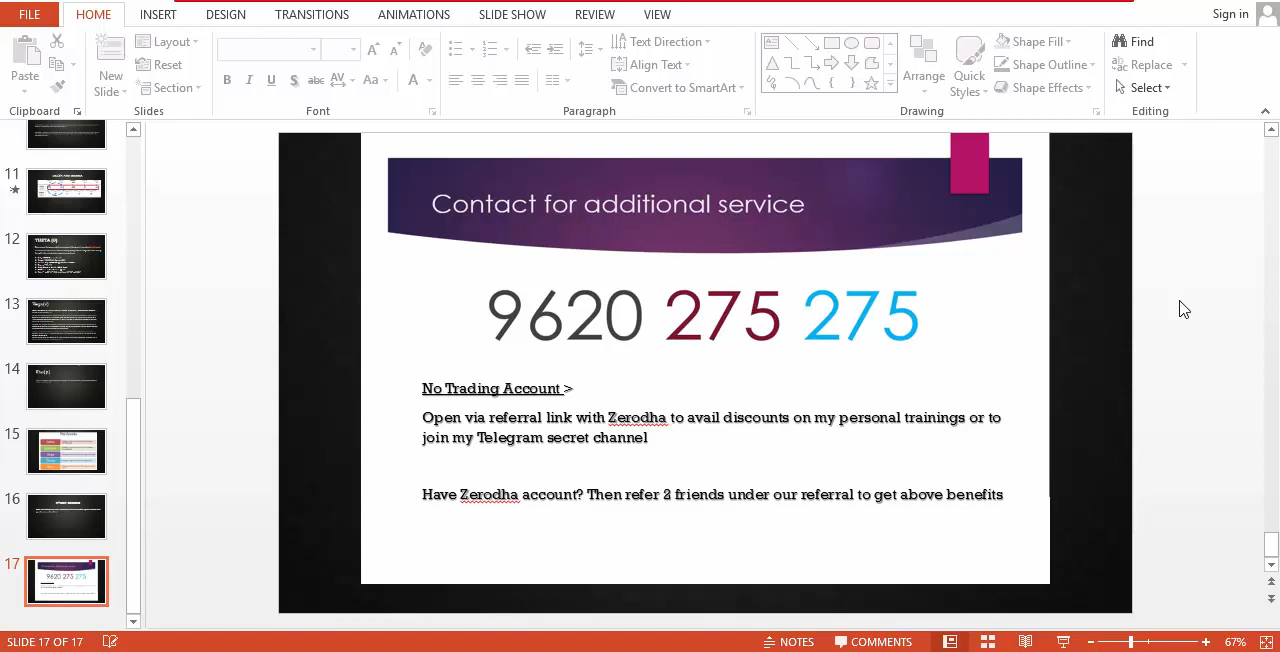 FILE HOME INSERT DESIGN TRANSITIONS ANIMATIONS SLIDE SHOW REVIEW VIEW Sign in
Paste
Clipboard
New Slide
Layout
Reset
Section
Slides
B I U S abc AV Aa A
Font
Text Direction
Align Text
Convert to SmartArt
Paragraph
Arrange
Quick Styles
Shape Fill
Shape Outline
Shape Effects
Drawing
Find
Replace
Select
Editing
11
12
THETA (Θ)
13
14
15
16
17
Contact for additional service
9620 275 275
No Trading Account >
Open via referral link with Zerodha to avail discounts on my personal trainings or to
join my Telegram secret channel
Have Zerodha account? Then refer 2 friends under our referral to get above benefits
SLIDE 17 OF 17 NOTES COMMENTS 67%